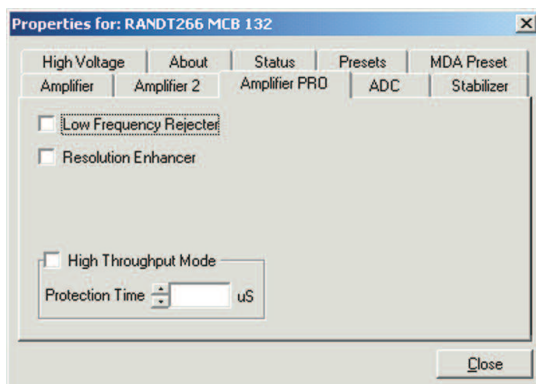 Properties for: RANDT266 MCB 132
High Voltage About Status Presets MDA Preset
Amplifier Amplifier 2 Amplifier PRO ADC Stabilizer
Low Frequency Rejecter
Resolution Enhancer
High Throughput Mode
Protection Time uS
Close